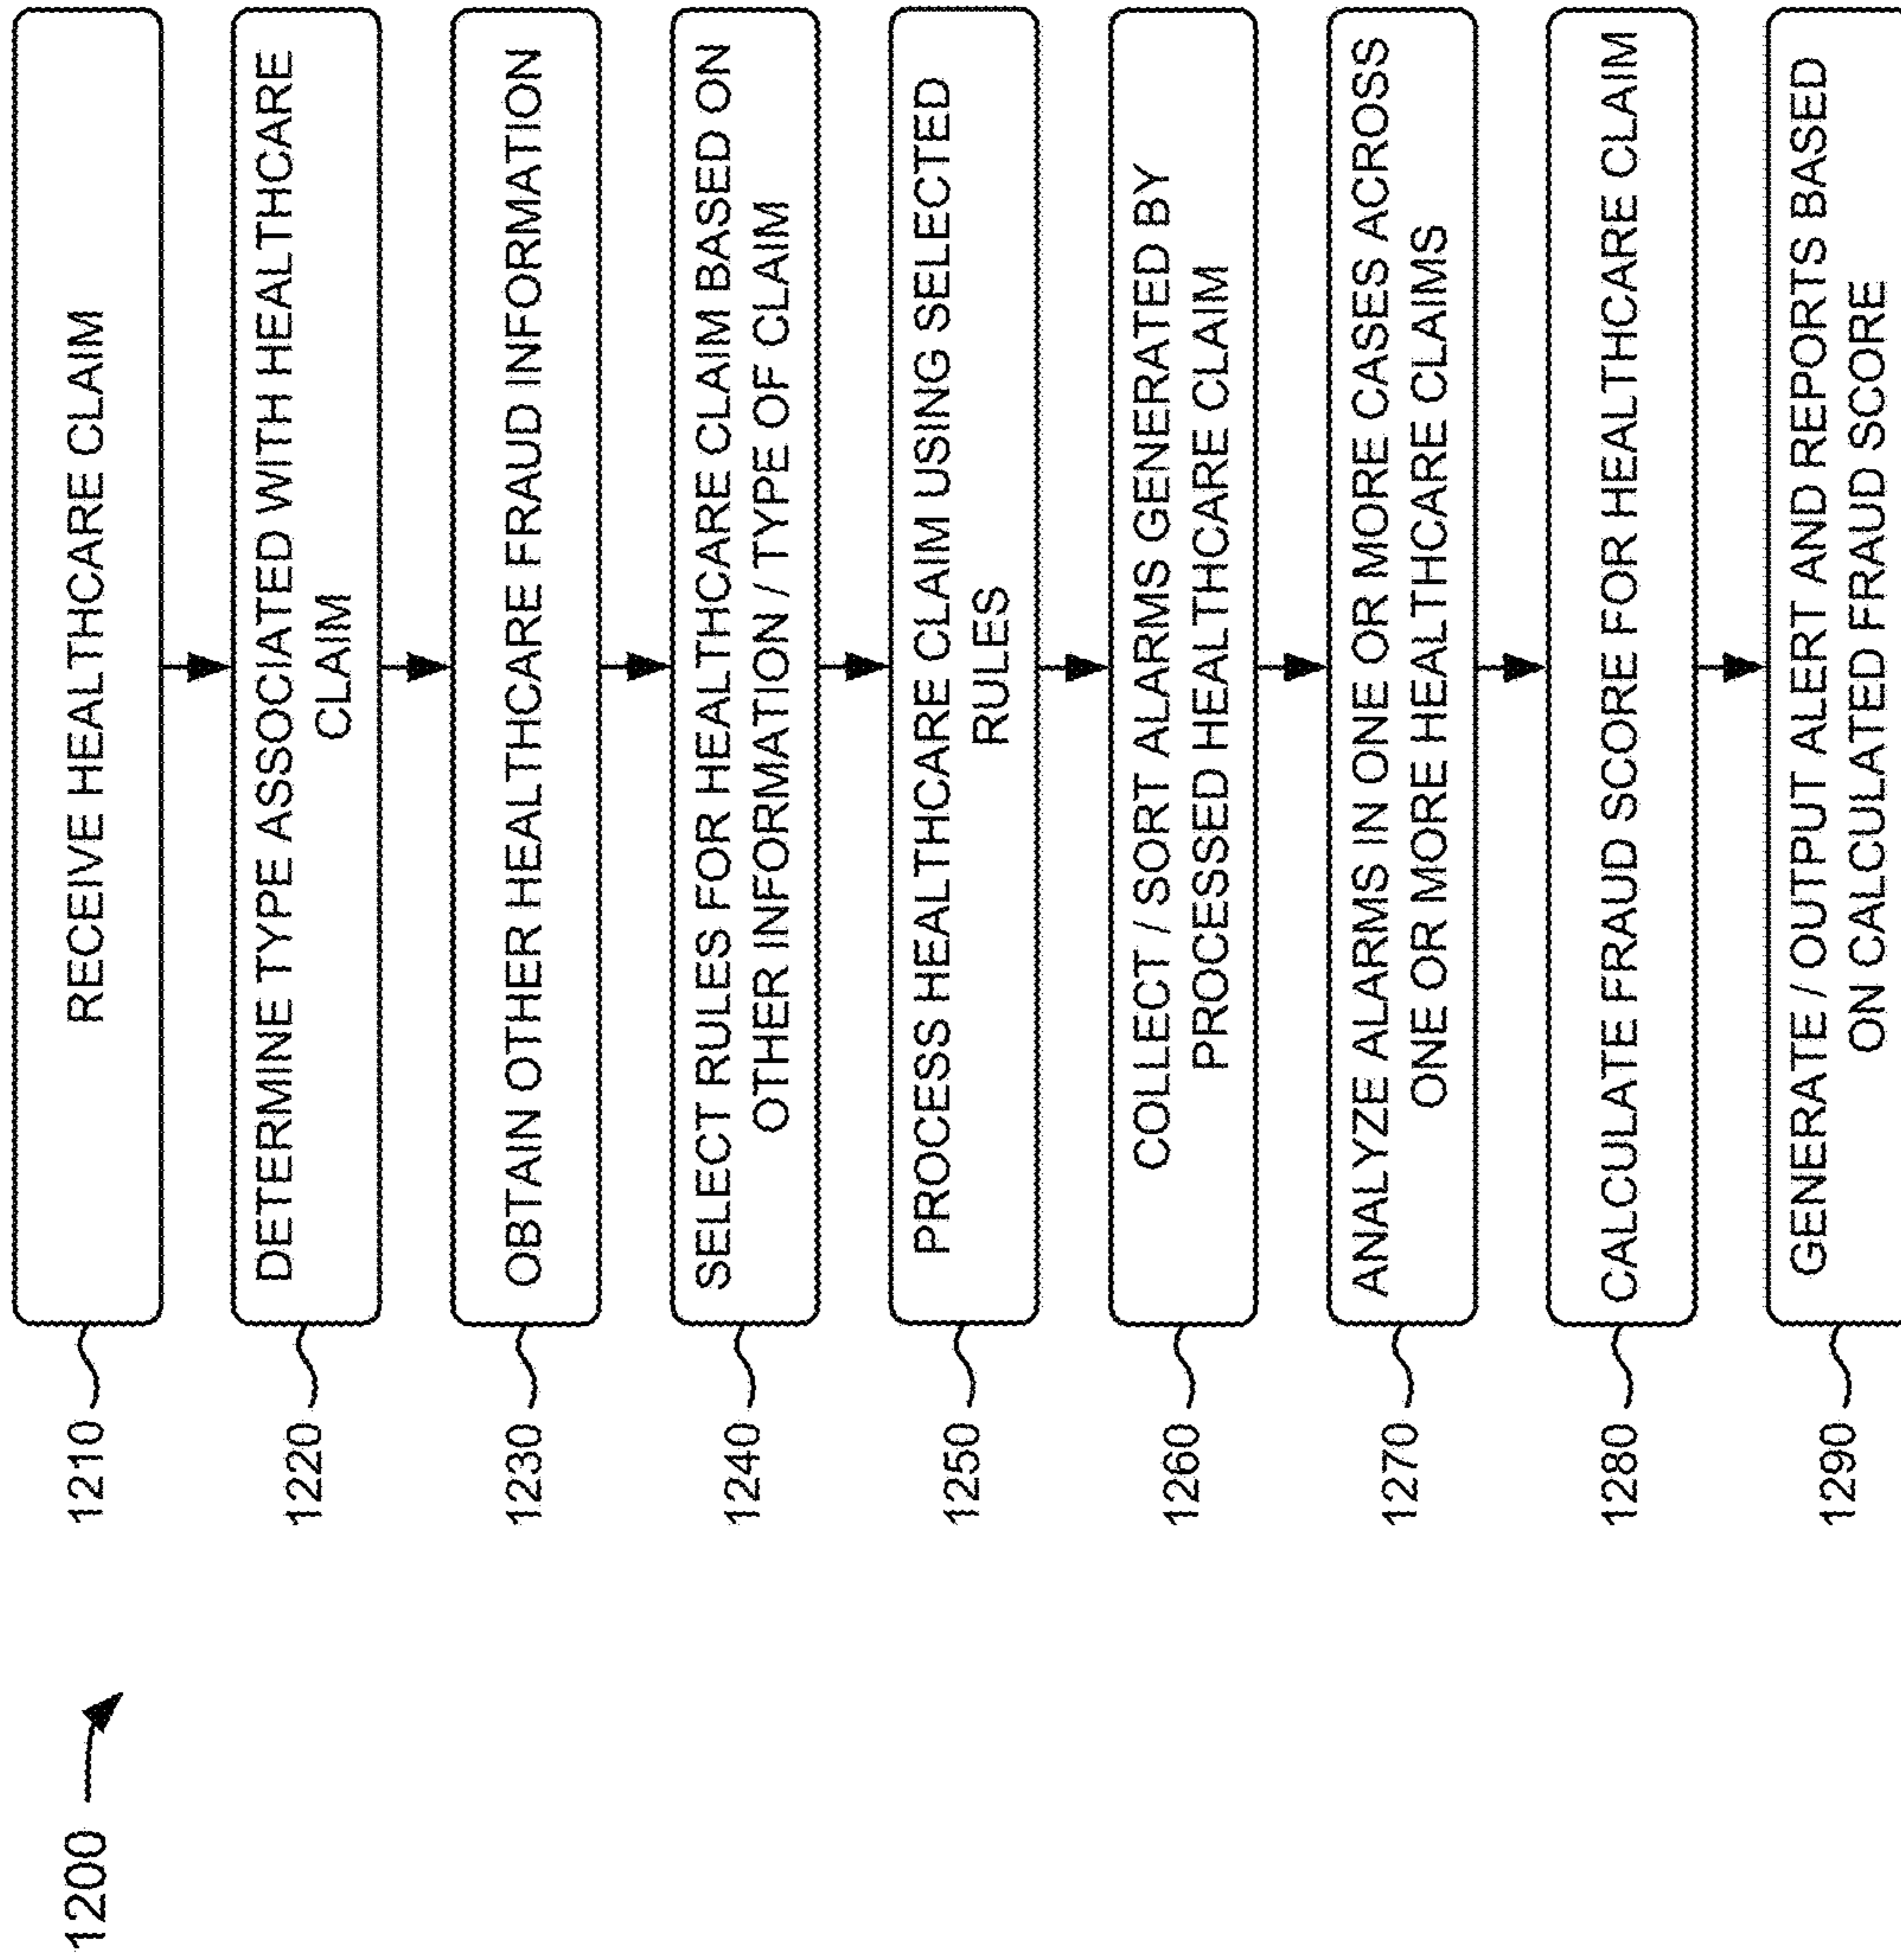 1200
1210
RECEIVE HEALTHCARE CLAIM
1220
DETERMINE TYPE ASSOCIATED WITH HEALTHCARE
CLAIM
1230
OBTAIN OTHER HEALTHCARE FRAUD INFORMATION
1240
SELECT RULES FOR HEALTHCARE CLAIM BASED ON
OTHER INFORMATION / TYPE OF CLAIM
1250
PROCESS HEALTHCARE CLAIM USING SELECTED
RULES
1260
COLLECT / SORT ALARMS GENERATED BY
PROCESSED HEALTHCARE CLAIM
1270
ANALYZE ALARMS IN ONE OR MORE CASES ACROSS
ONE OR MORE HEALTHCARE CLAIMS
1280
CALCULATE FRAUD SCORE FOR HEALTHCARE CLAIM
1290
GENERATE / OUTPUT ALERT AND REPORTS BASED
ON CALCULATED FRAUD SCORE